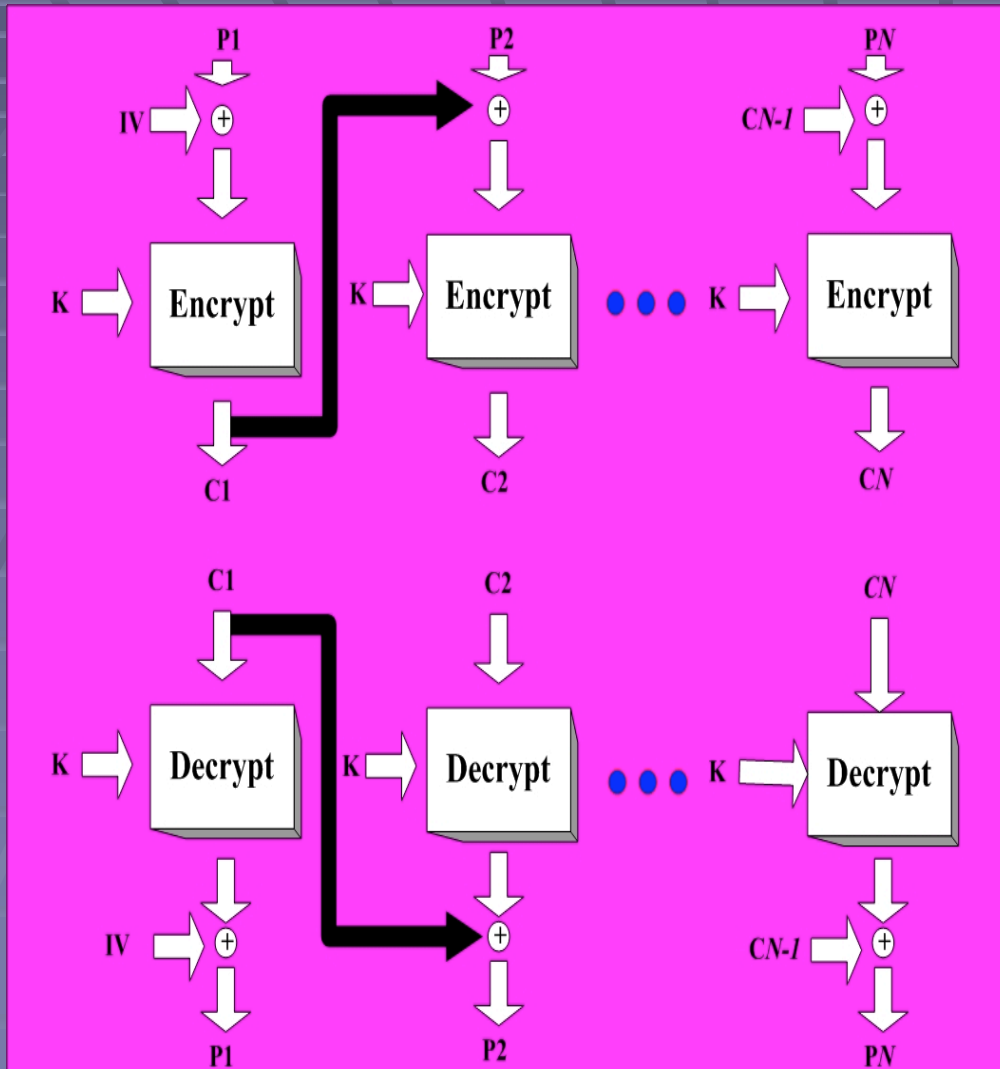 P1 P2 PN
IV + + CN-1 +
K Encrypt K Encrypt K Encrypt
C1 C2 CN
C1 C2 CN
K Decrypt K Decrypt K Decrypt
IV + + CN-1 +
P1 P2 PN